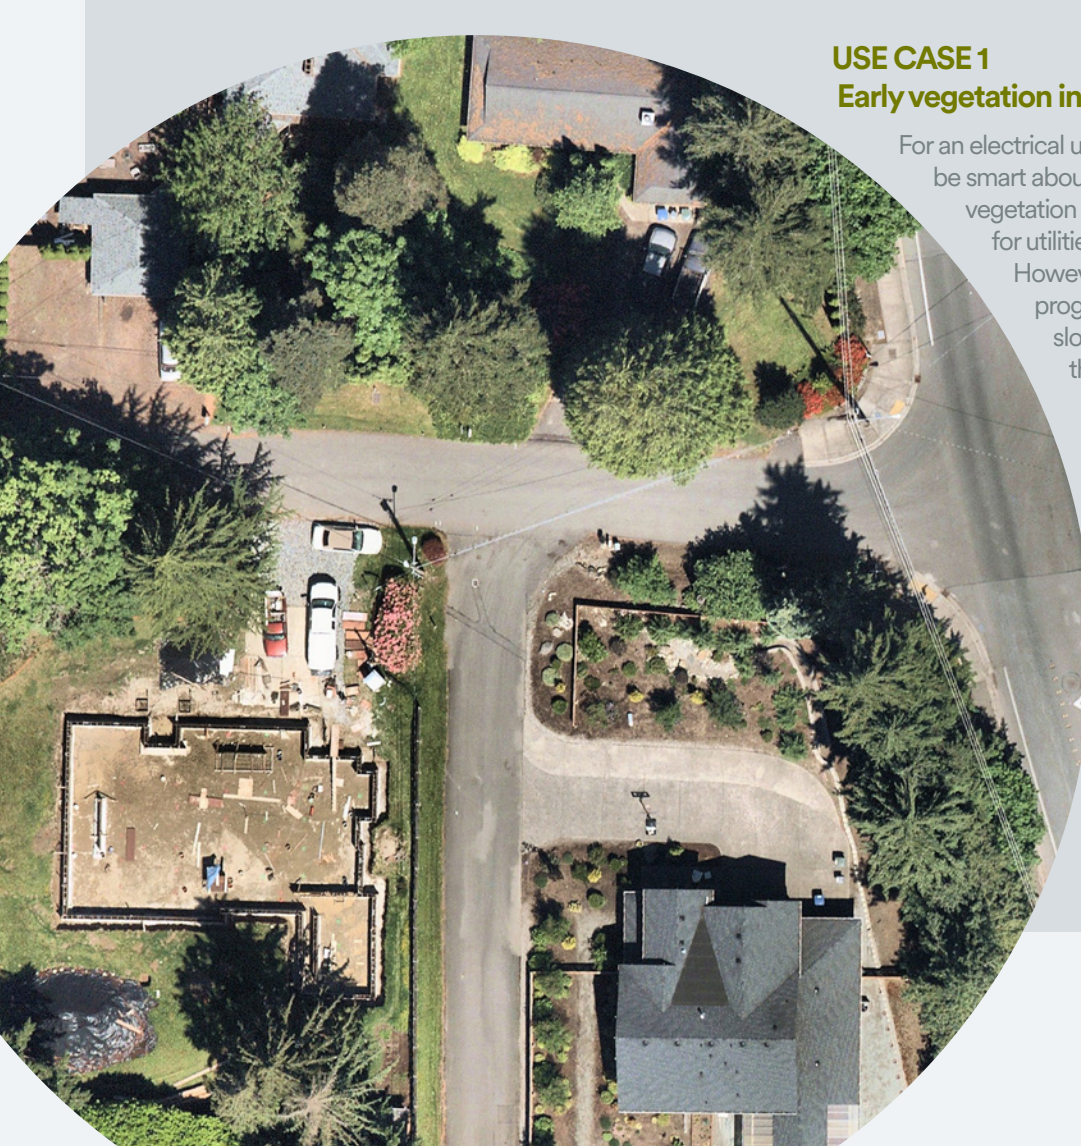 USE CASE 1
Early vegetation in
For an electrical u
be smart abou
vegetation
for utilitie
Howev
prog
slo
th